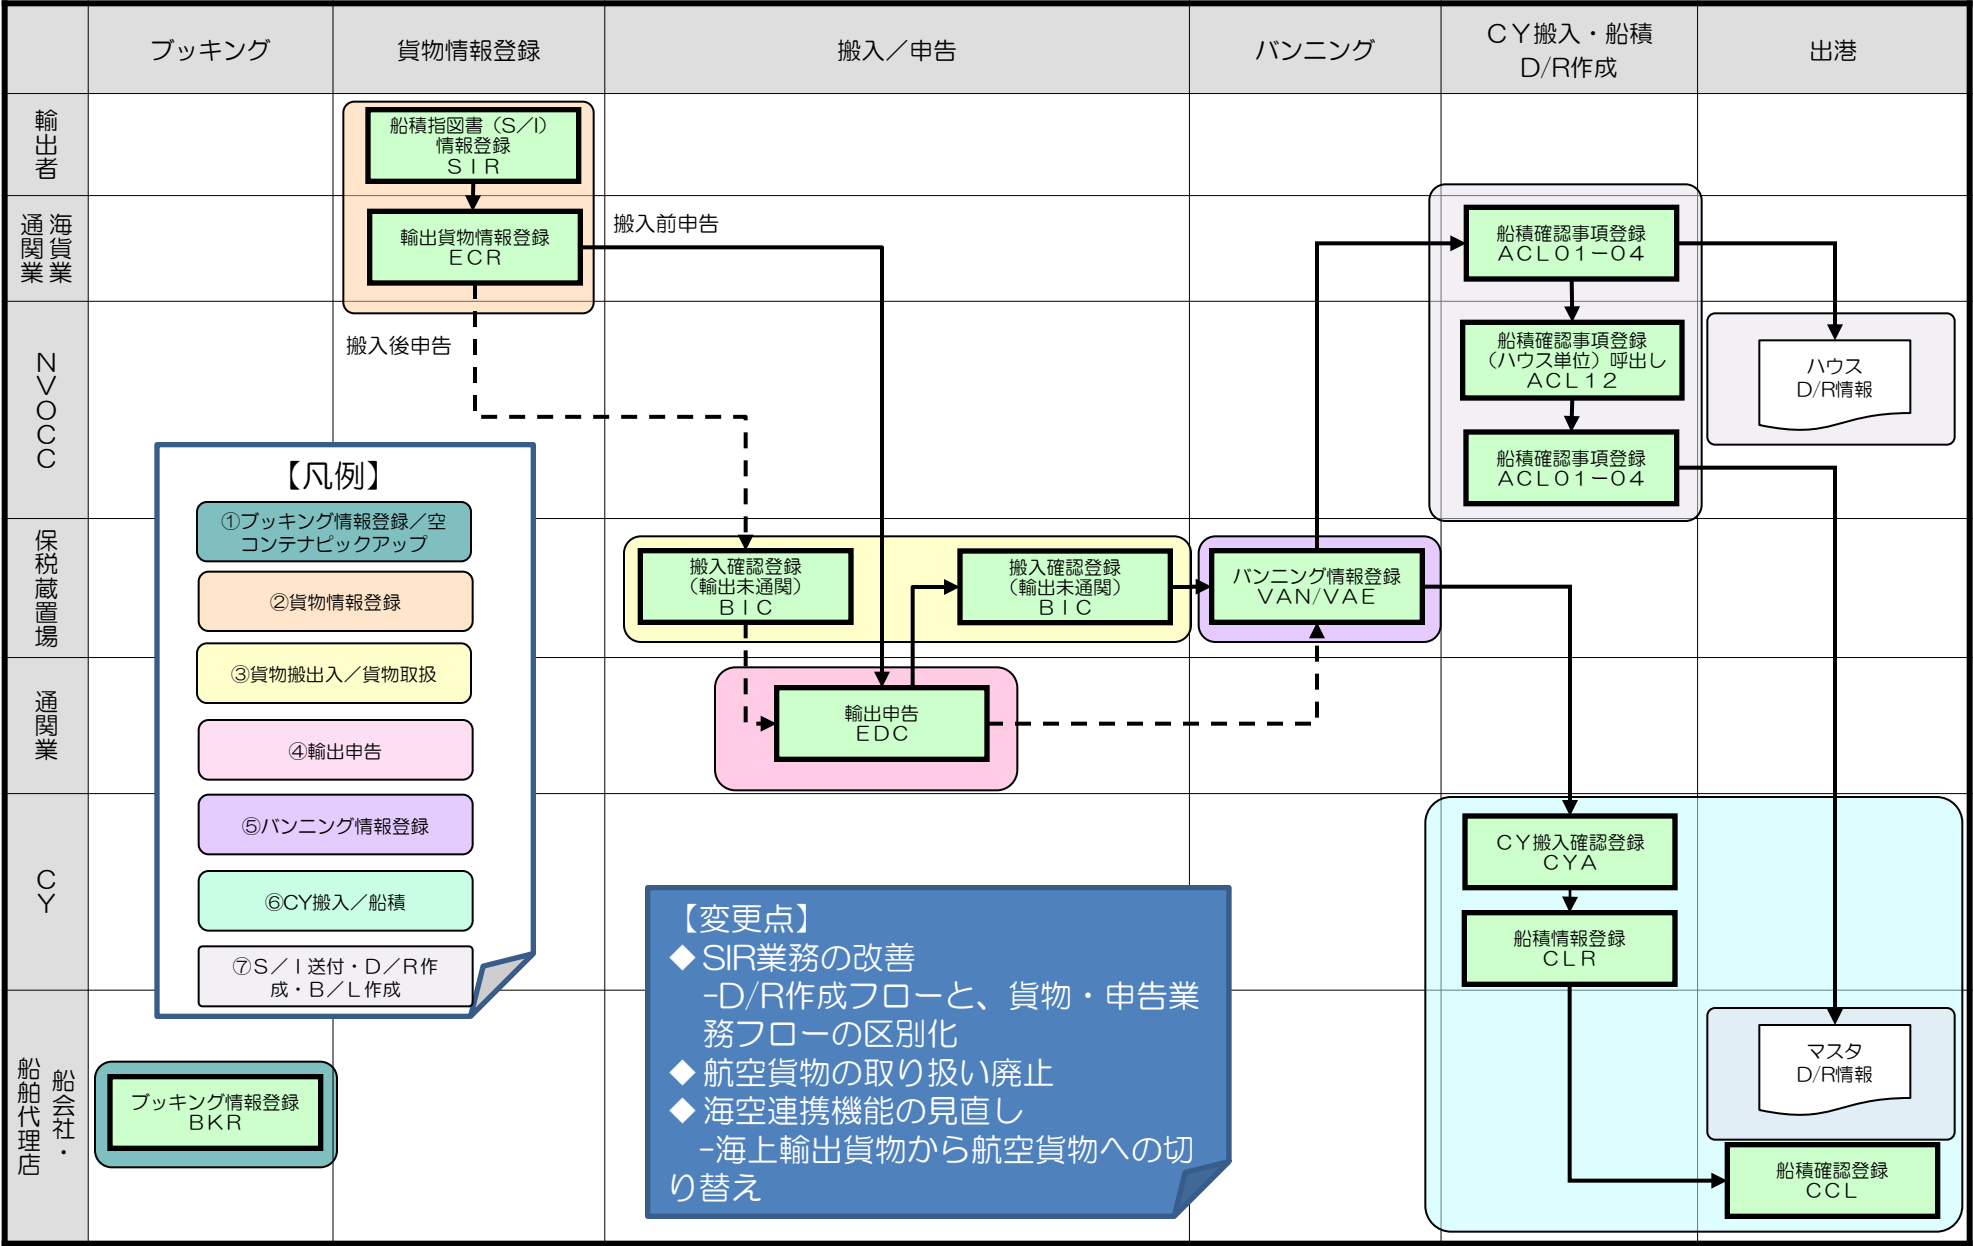 ブッキング
貨物情報登録
搬入／申告
バンニング
ＣＹ搬入・船積
D/R作成
出港
輸出者
船積指図書（S／I）
情報登録
ＳＩＲ
海貨業
通関業
輸出貨物情報登録
ＥＣＲ
搬入前申告
船積確認事項登録
ＡＣＬ０１－０４
ＮＶＯＣＣ
搬入後申告
船積確認事項登録
（ハウス単位）呼出し
ＡＣＬ１２
船積確認事項登録
ＡＣＬ０１－０４
ハウス
D/R情報
【凡例】
①ブッキング情報登録／空
コンテナピックアップ
②貨物情報登録
③貨物搬出入／貨物取扱
④輸出申告
⑤バンニング情報登録
⑥CY搬入／船積
⑦Ｓ／Ｉ送付・Ｄ／Ｒ作
成・Ｂ／Ｌ作成
保税蔵置場
搬入確認登録
（輸出未通関）
ＢＩＣ
搬入確認登録
（輸出未通関）
ＢＩＣ
バンニング情報登録
ＶＡＮ/ＶＡＥ
通関業
輸出申告
ＥＤＣ
ＣＹ
ＣＹ搬入確認登録
ＣＹＡ
船積情報登録
ＣＬＲ
【変更点】
◆SIR業務の改善
-D/R作成フローと、貨物・申告業
務フローの区別化
◆航空貨物の取り扱い廃止
◆海空連携機能の見直し
-海上輸出貨物から航空貨物への切
り替え
船会社・
船舶代理店
ブッキング情報登録
ＢＫＲ
マスタ
D/R情報
船積確認登録
ＣＣＬ